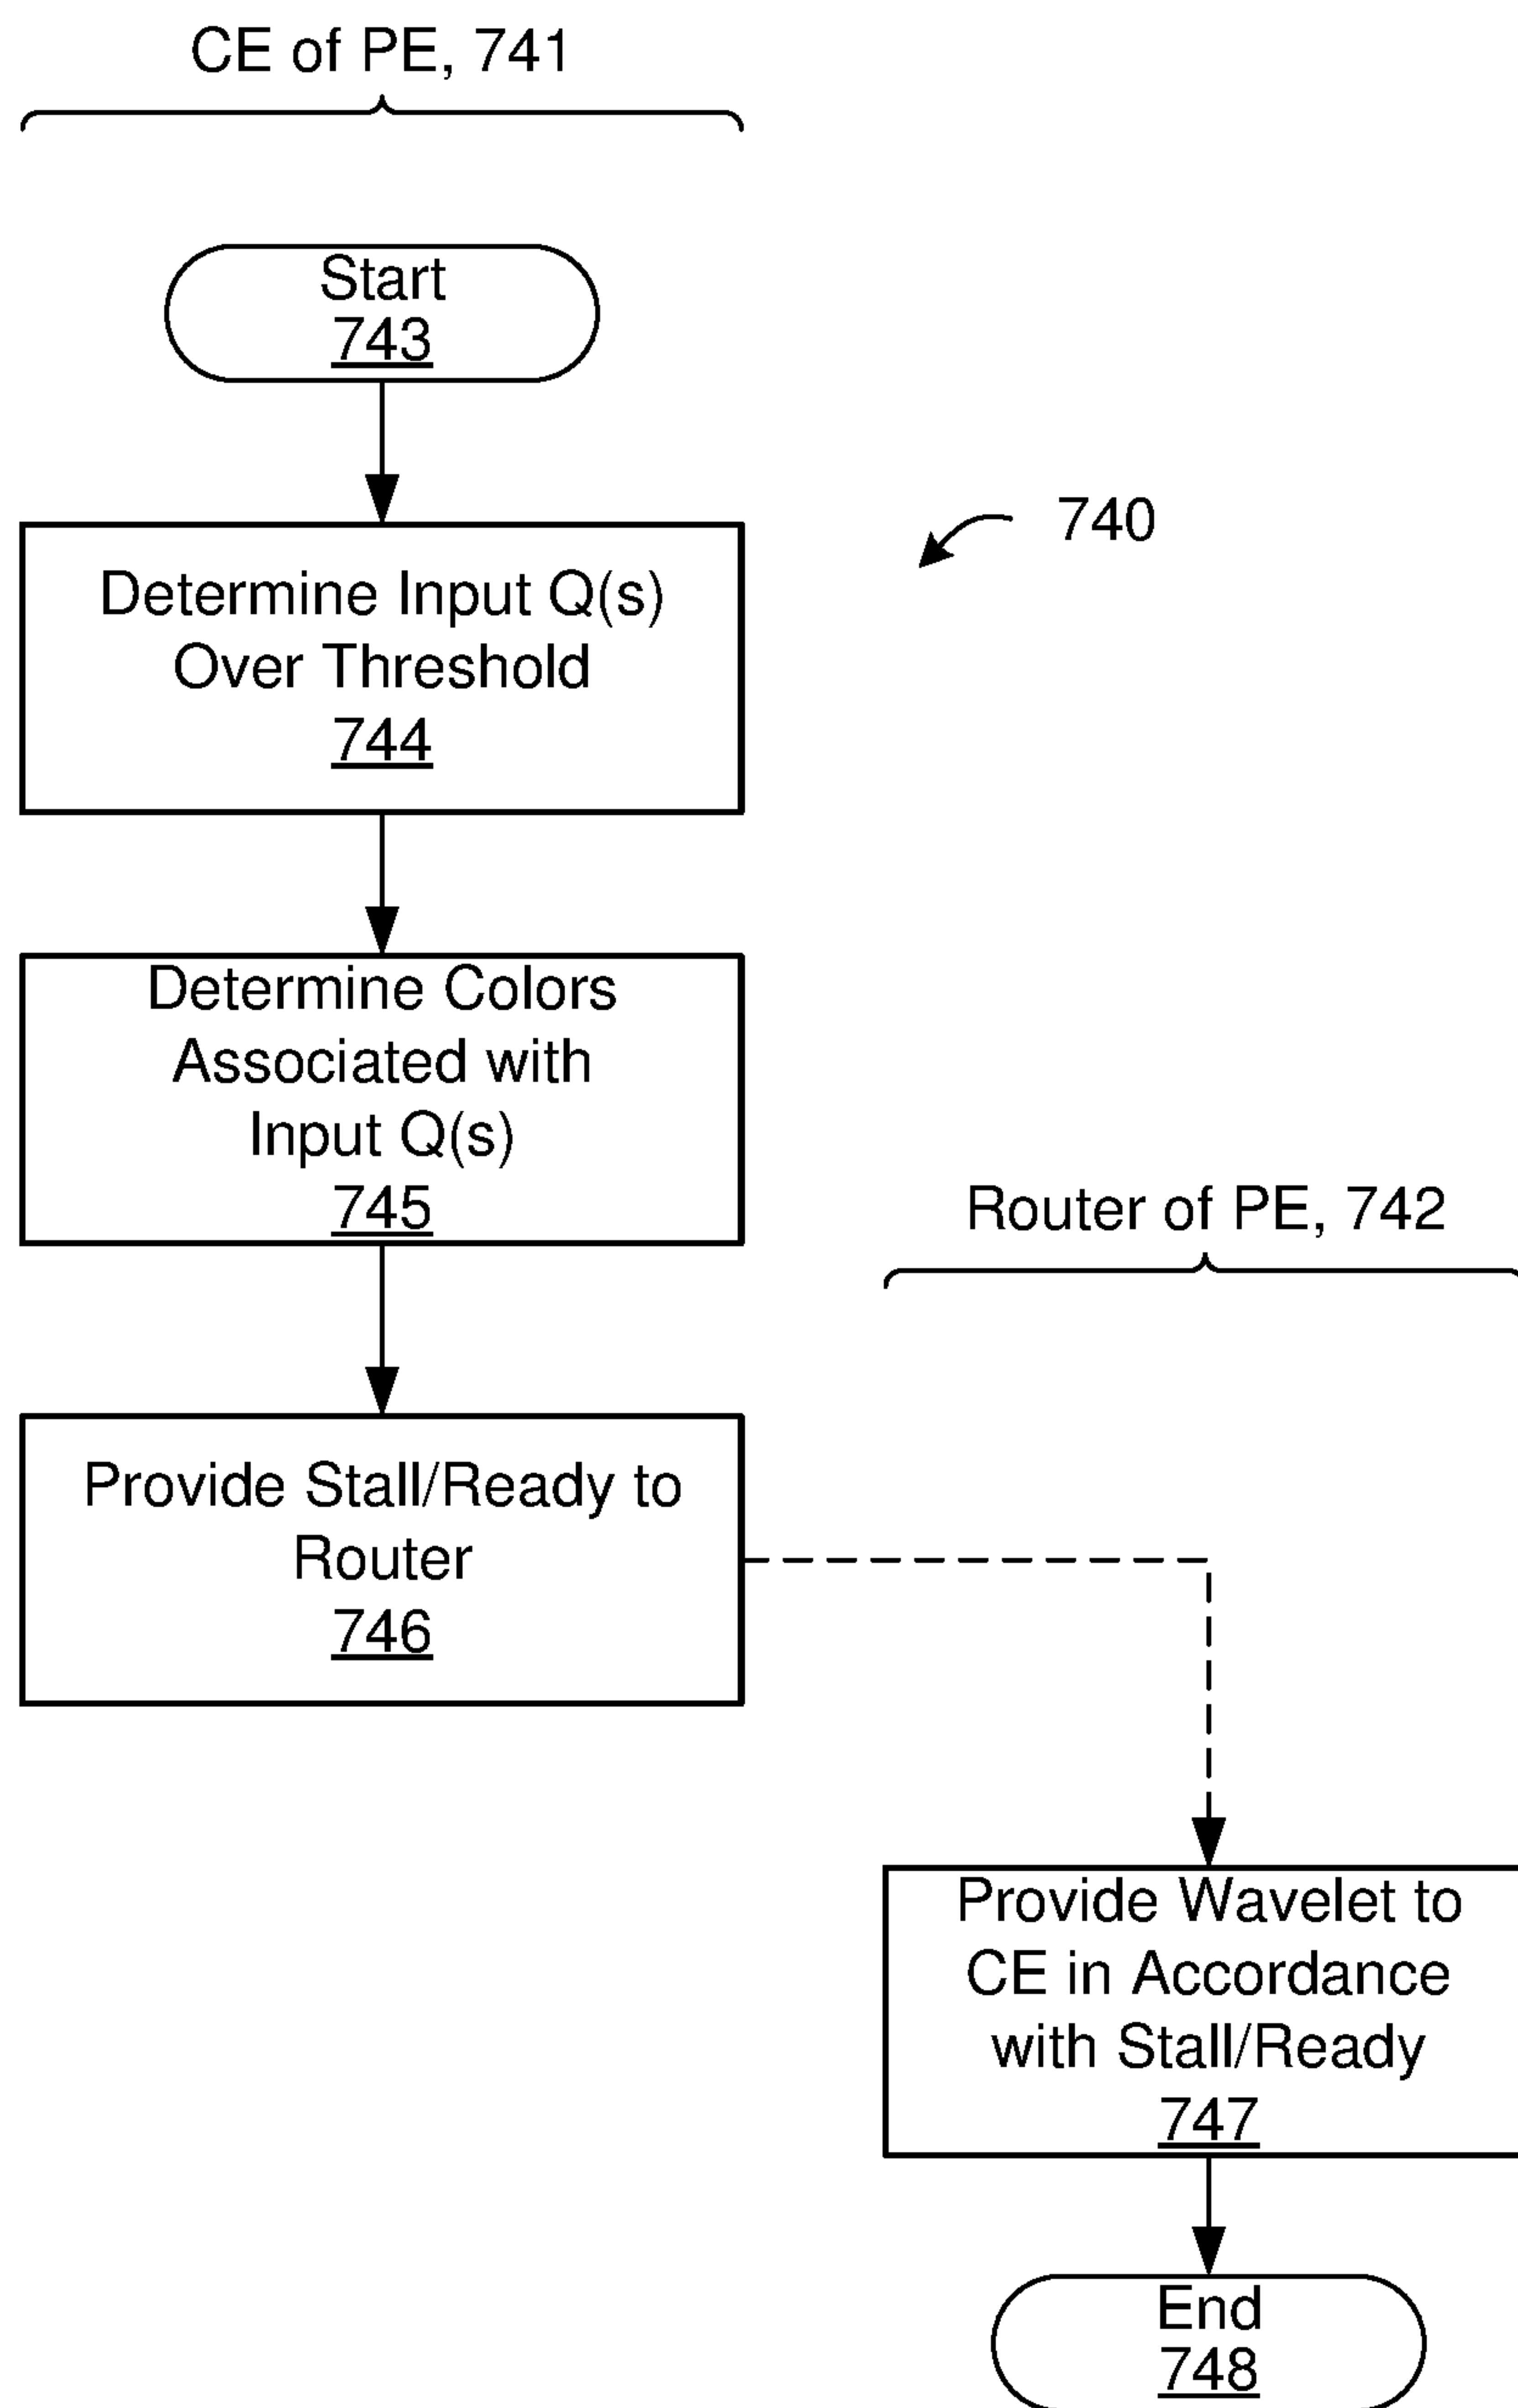 CE of PE, 741
Start
743
740
Determine Input Q(s)
Over Threshold
744
Determine Colors
Associated with
Input Q(s)
745
Router of PE, 742
Provide Stall/Ready to
Router
746
Provide Wavelet to
CE in Accordance
with Stall/Ready
747
End
748